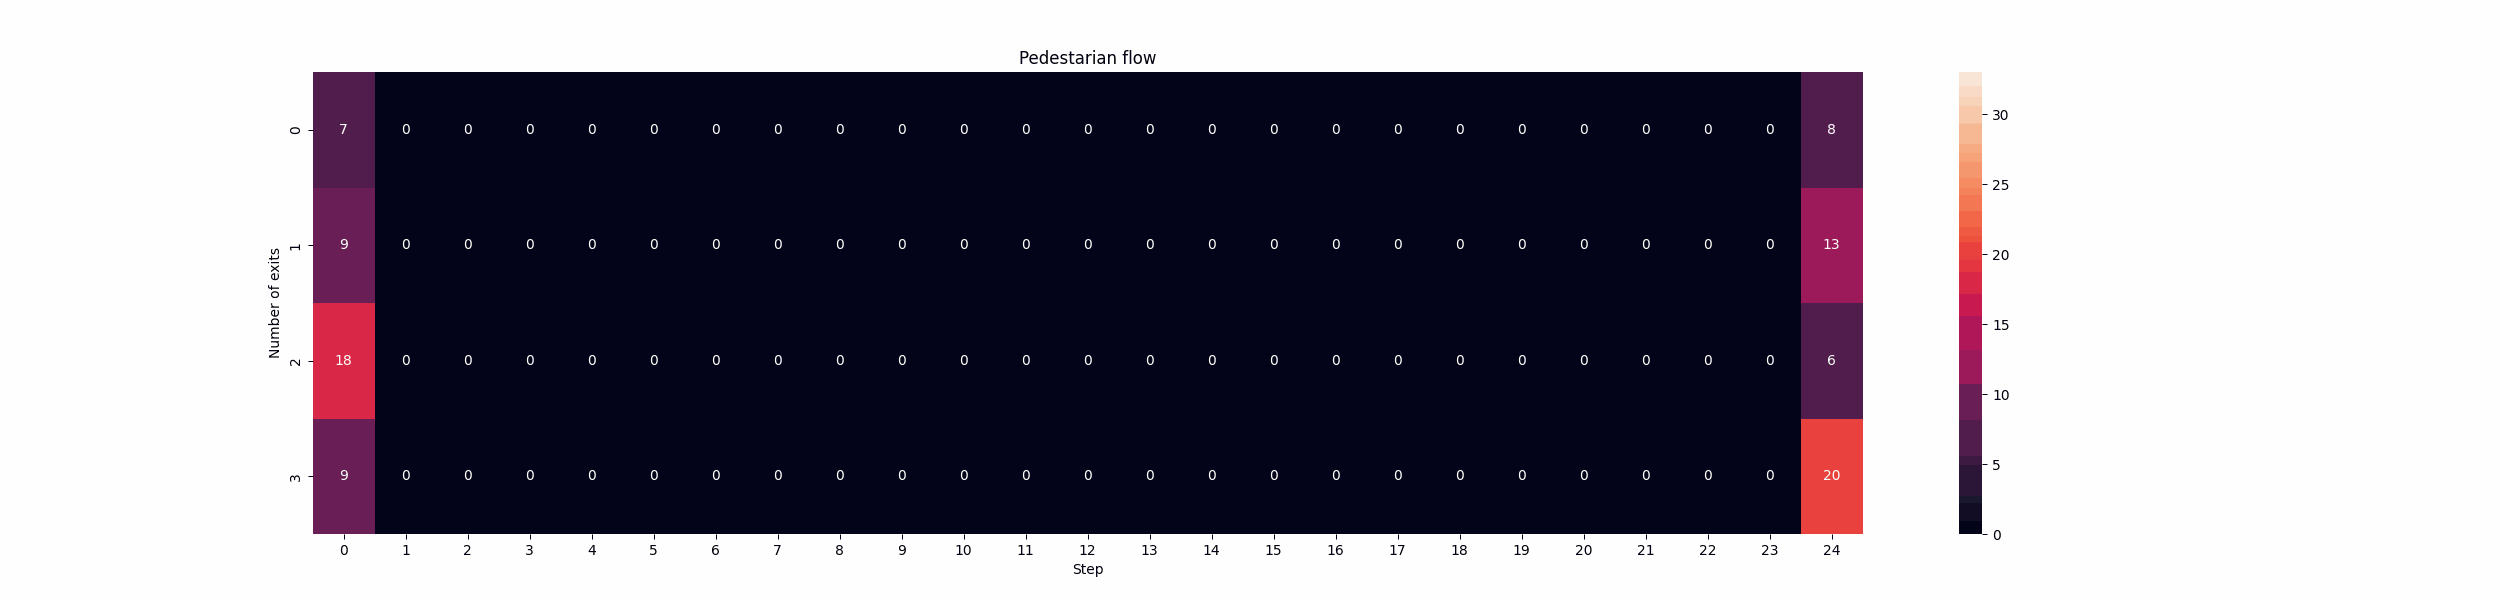 Pedestarian flow
0 7 0 0 0 0 0 0 0 0 0 0 0 0 0 0 0 0 0 0 0 0 0 0 0 8
1 9 0 0 0 0 0 0 0 0 0 0 0 0 0 0 0 0 0 0 0 0 0 0 0 13
2 18 0 0 0 0 0 0 0 0 0 0 0 0 0 0 0 0 0 0 0 0 0 0 0 6
3 9 0 0 0 0 0 0 0 0 0 0 0 0 0 0 0 0 0 0 0 0 0 0 0 20
Number of exits
0 1 2 3 4 5 6 7 8 9 10 11 12 13 14 15 16 17 18 19 20 21 22 23 24
Step
30
25
20
15
10
5
0